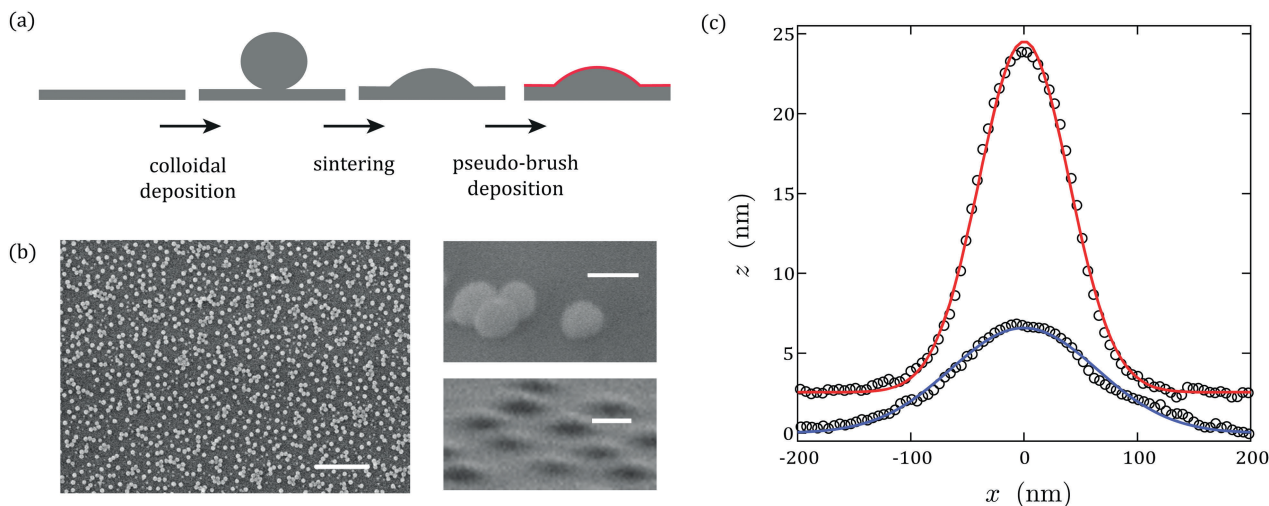 (a)
colloidal
deposition
sintering
pseudo-brush
deposition
(b)
(c)
25
20
15
10
5
0
z (nm)
-200
-100
0
100
200
x (nm)